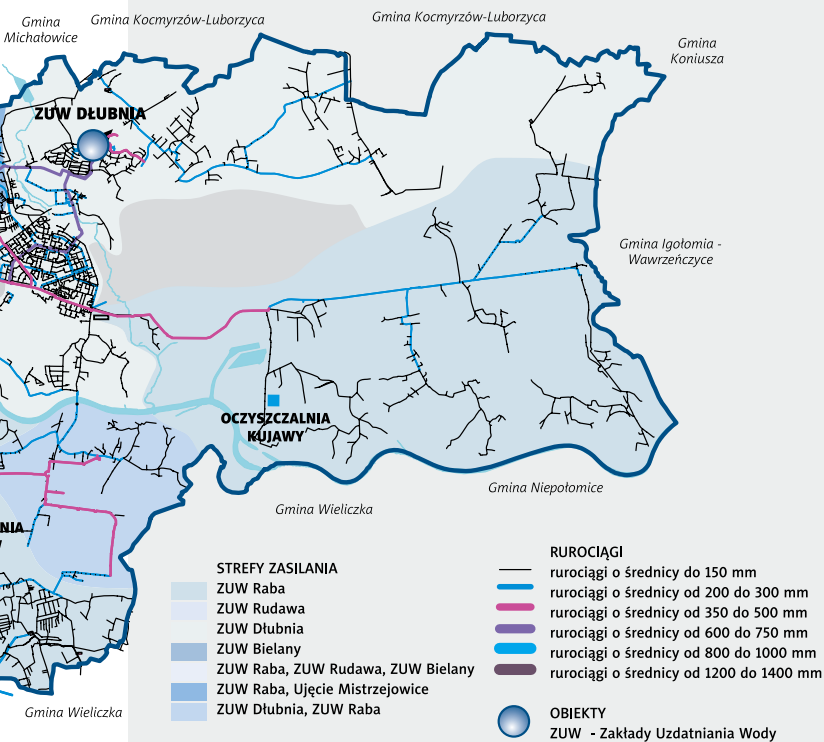 Gmina
Michałowice
Gmina Kocmyrzów-Luborzyca
Gmina Kocmyrzów-Luborzyca
Gmina
Koniusza
ZUW DŁUBNIA
Gmina Igołomia -
Wawrzeńczyce
OCZYSZCZALNIA
KUJAWY
Gmina Niepołomice
Gmina Wieliczka
NIA
STREFY ZASILANIA
ZUW Raba
ZUW Rudawa
ZUW Dłubnia
ZUW Bielany
ZUW Raba, ZUW Rudawa, ZUW Bielany
ZUW Raba, Ujęcie Mistrzejowice
ZUW Dłubnia, ZUW Raba
RUROCIĄGI
rurociągi o średnicy do 150 mm
rurociągi o średnicy od 200 do 300 mm
rurociągi o średnicy od 350 do 500 mm
rurociągi o średnicy od 600 do 750 mm
rurociągi o średnicy od 800 do 1000 mm
rurociągi o średnicy od 1200 do 1400 mm
OBIEKTY
ZUW - Zakłady Uzdatniania Wody
Gmina Wieliczka